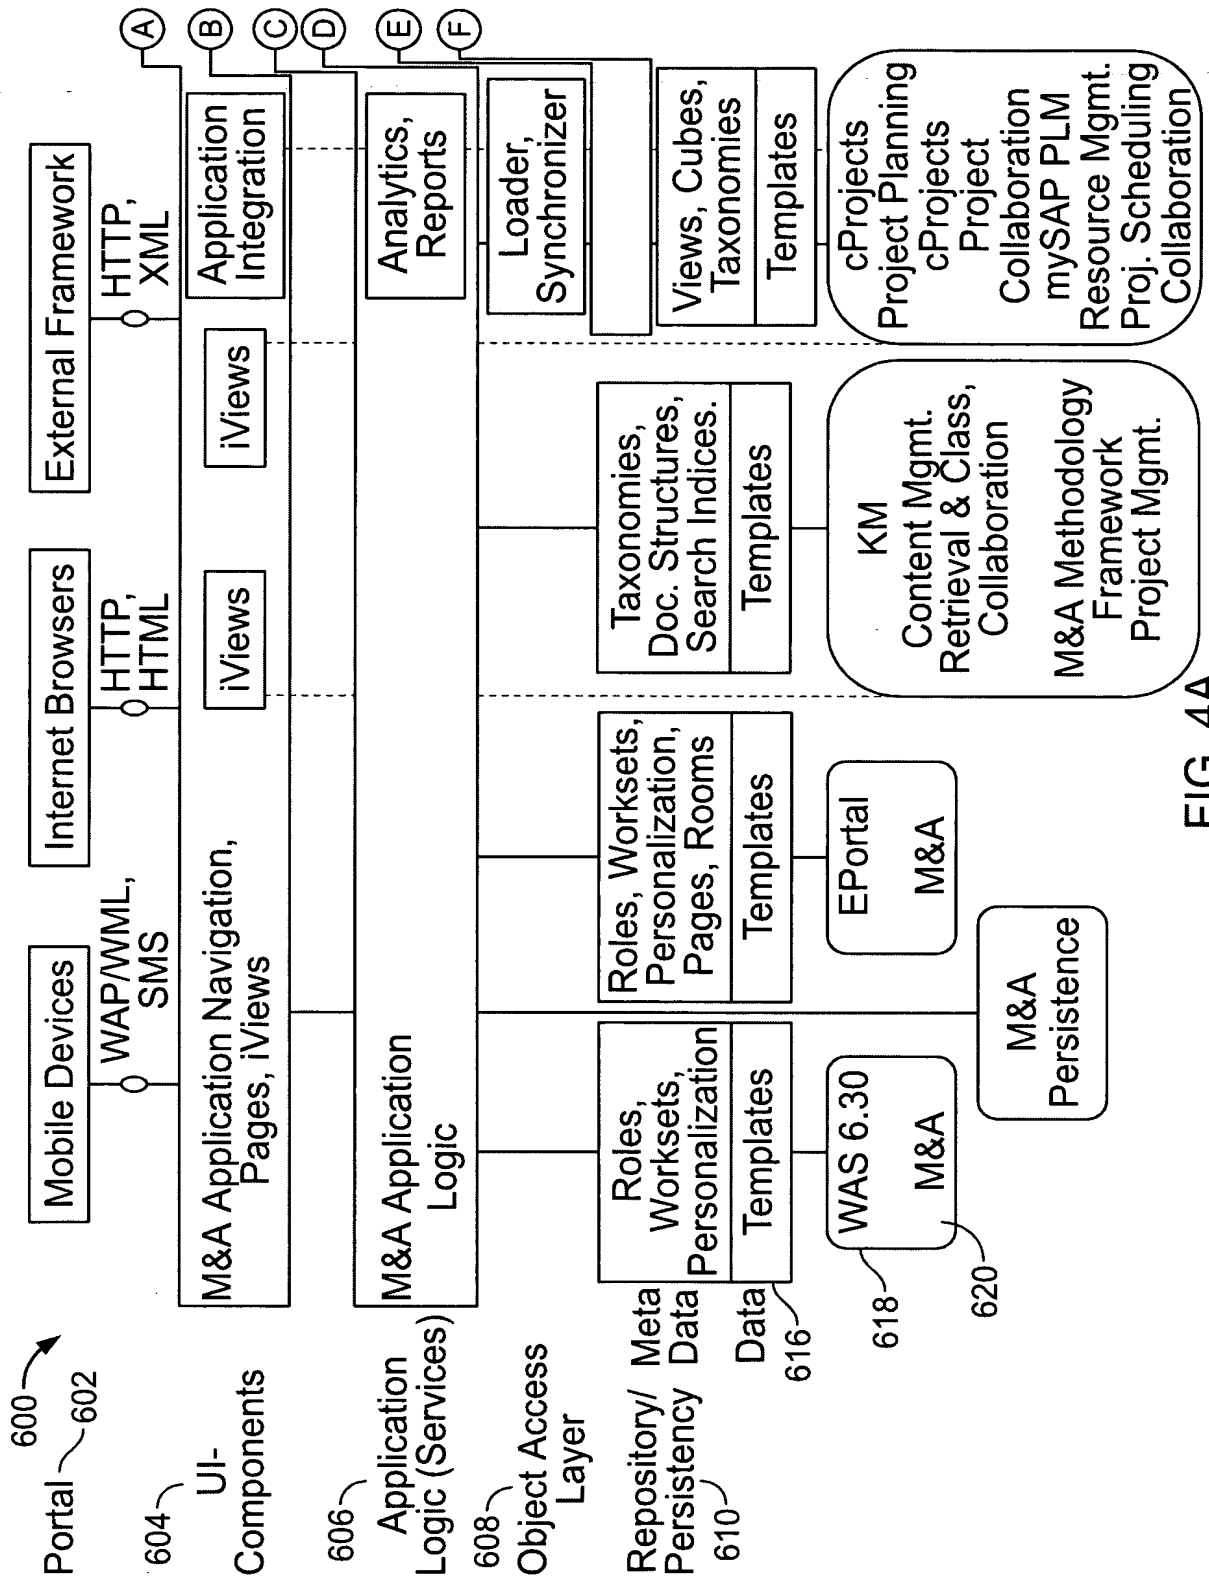 600
Portal 602
Mobile Devices
Internet Browsers
External Framework
WAP/WML,
SMS
HTTP,
HTML
HTTP,
XML
A
B
C
D
E
F
604
UI-
Components
M&A Application Navigation,
Pages, iViews
iViews
iViews
Application
Integration
606
Application
Logic (Services)
M&A Application
Logic
Analytics,
Reports
608
Object Access
Layer
Loader,
Synchronizer
Repository/
Persistency
610
Meta
Data
Data
616
Roles,
Worksets,
Personalization
Templates
Roles, Worksets,
Personalization,
Pages, Rooms
Templates
Taxonomies,
Doc. Structures,
Search Indices.
Templates
Views, Cubes,
Taxonomies
Templates
618
WAS 6.30
M&A
620
M&A
Persistence
EPortal
M&A
KM
Content Mgmt.
Retrieval & Class,
Collaboration
M&A Methodology
Framework
Project Mgmt.
cProjects
Project Planning
cProjects
Project
Collaboration
mySAP PLM
Resource Mgmt.
Proj. Scheduling
Collaboration
FIG. 4A